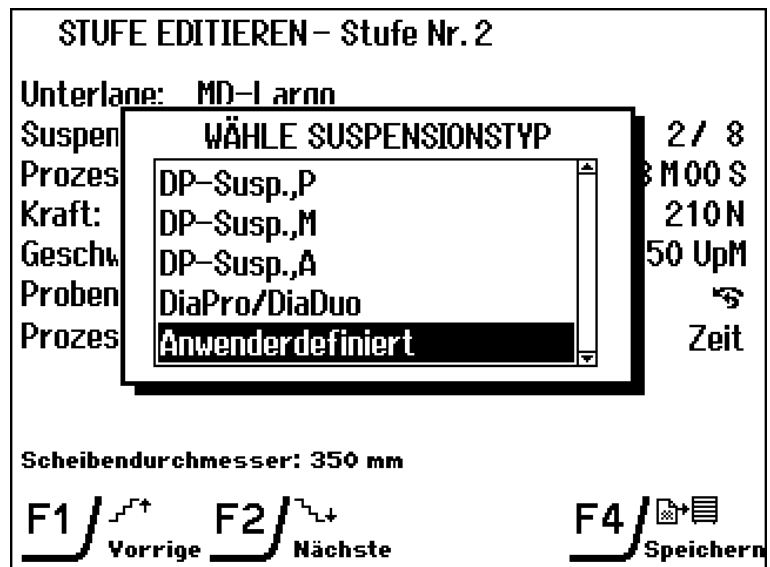 STUFE EDITIEREN – Stufe Nr. 2
Unterlage: MD–Largo
Suspen 2/ 8
WÄHLE SUSPENSIONSTYP
Prozes M 00 S
DP–Susp.,P
Kraft: 210 N
DP–Susp.,M
Geschw 50 UpM
DP–Susp.,A
Proben
DiaPro/DiaDuo
Prozes Zeit
Anwenderdefiniert
Scheibendurchmesser: 350 mm
F1 Vorrige F2 Nächste F4 Speichern